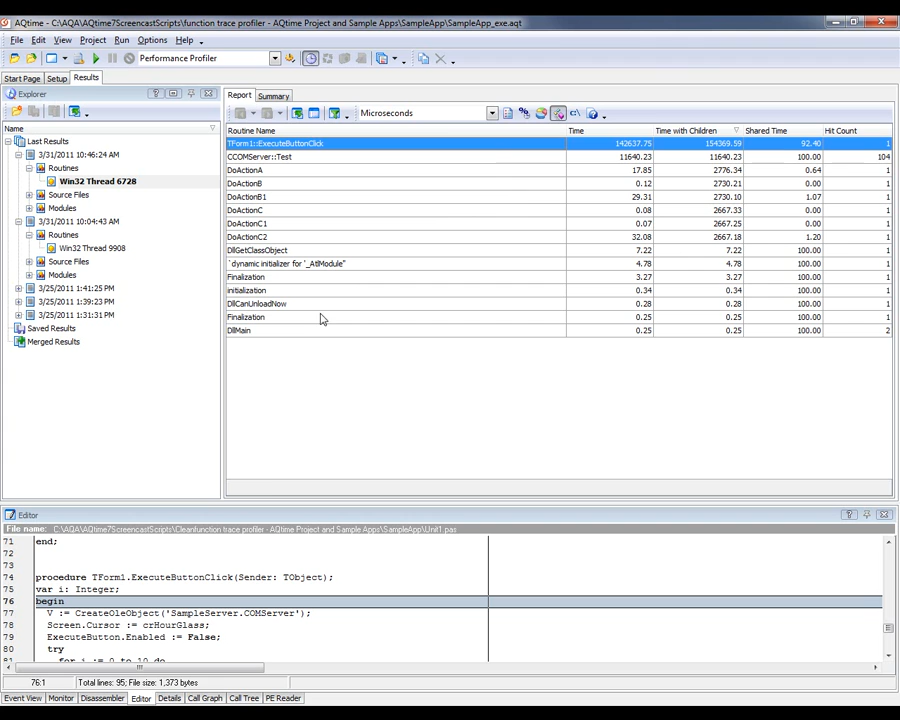 AQtime - C:\AQA\AQTime7ScreencastScripts\function trace profiler - AQtime Project and Sample Apps\SampleApp\SampleApp_exe.aqt
File Edit View Project Run Options Help
Performance Profiler
Start Page Setup Results
Explorer
Name
Last Results
3/31/2011 10:46:24 AM
Routines
Win32 Thread 6728
Source Files
Modules
3/31/2011 10:04:43 AM
Routines
Win32 Thread 9908
Source Files
Modules
3/25/2011 1:41:25 PM
3/25/2011 1:39:23 PM
3/25/2011 1:31:31 PM
Saved Results
Merged Results
Report Summary
Microseconds
Routine Name Time Time with Children Shared Time Hit Count
TForm1::ExecuteButtonClick 142637.75 154369.59 92.40 1
CCOMServer::Test 11640.23 11640.23 100.00 104
DoActionA 17.85 2776.34 0.64 1
DoActionB 0.12 2730.21 0.00 1
DoActionB1 29.31 2730.10 1.07 1
DoActionC 0.08 2667.33 0.00 1
DoActionC1 0.07 2667.25 0.00 1
DoActionC2 32.08 2667.18 1.20 1
DllGetClassObject 7.22 7.22 100.00 1
`dynamic initializer for '_AtlModule'' 4.78 4.78 100.00 1
Finalization 3.27 3.27 100.00 1
initialization 0.34 0.34 100.00 1
DllCanUnloadNow 0.28 0.28 100.00 1
Finalization 0.25 0.25 100.00 1
DllMain 0.25 0.25 100.00 2
Editor
File name: C:\AQA\AQtime7ScreencastScripts\Cleanfunction trace profiler - AQtime Project and Sample Apps\SampleApp\Unit1.pas
71 end;
72
73
74 procedure TForm1.ExecuteButtonClick(Sender: TObject);
75 var i: Integer;
76 begin
77 V := CreateOleObject('SampleServer.COMServer');
78 Screen.Cursor := crHourGlass;
79 ExecuteButton.Enabled := False;
80 try
81 for i := 0 to 10 do
76:1 Total lines: 95; File size: 1,373 bytes
Event View Monitor Disassembler Editor Details Call Graph Call Tree PE Reader